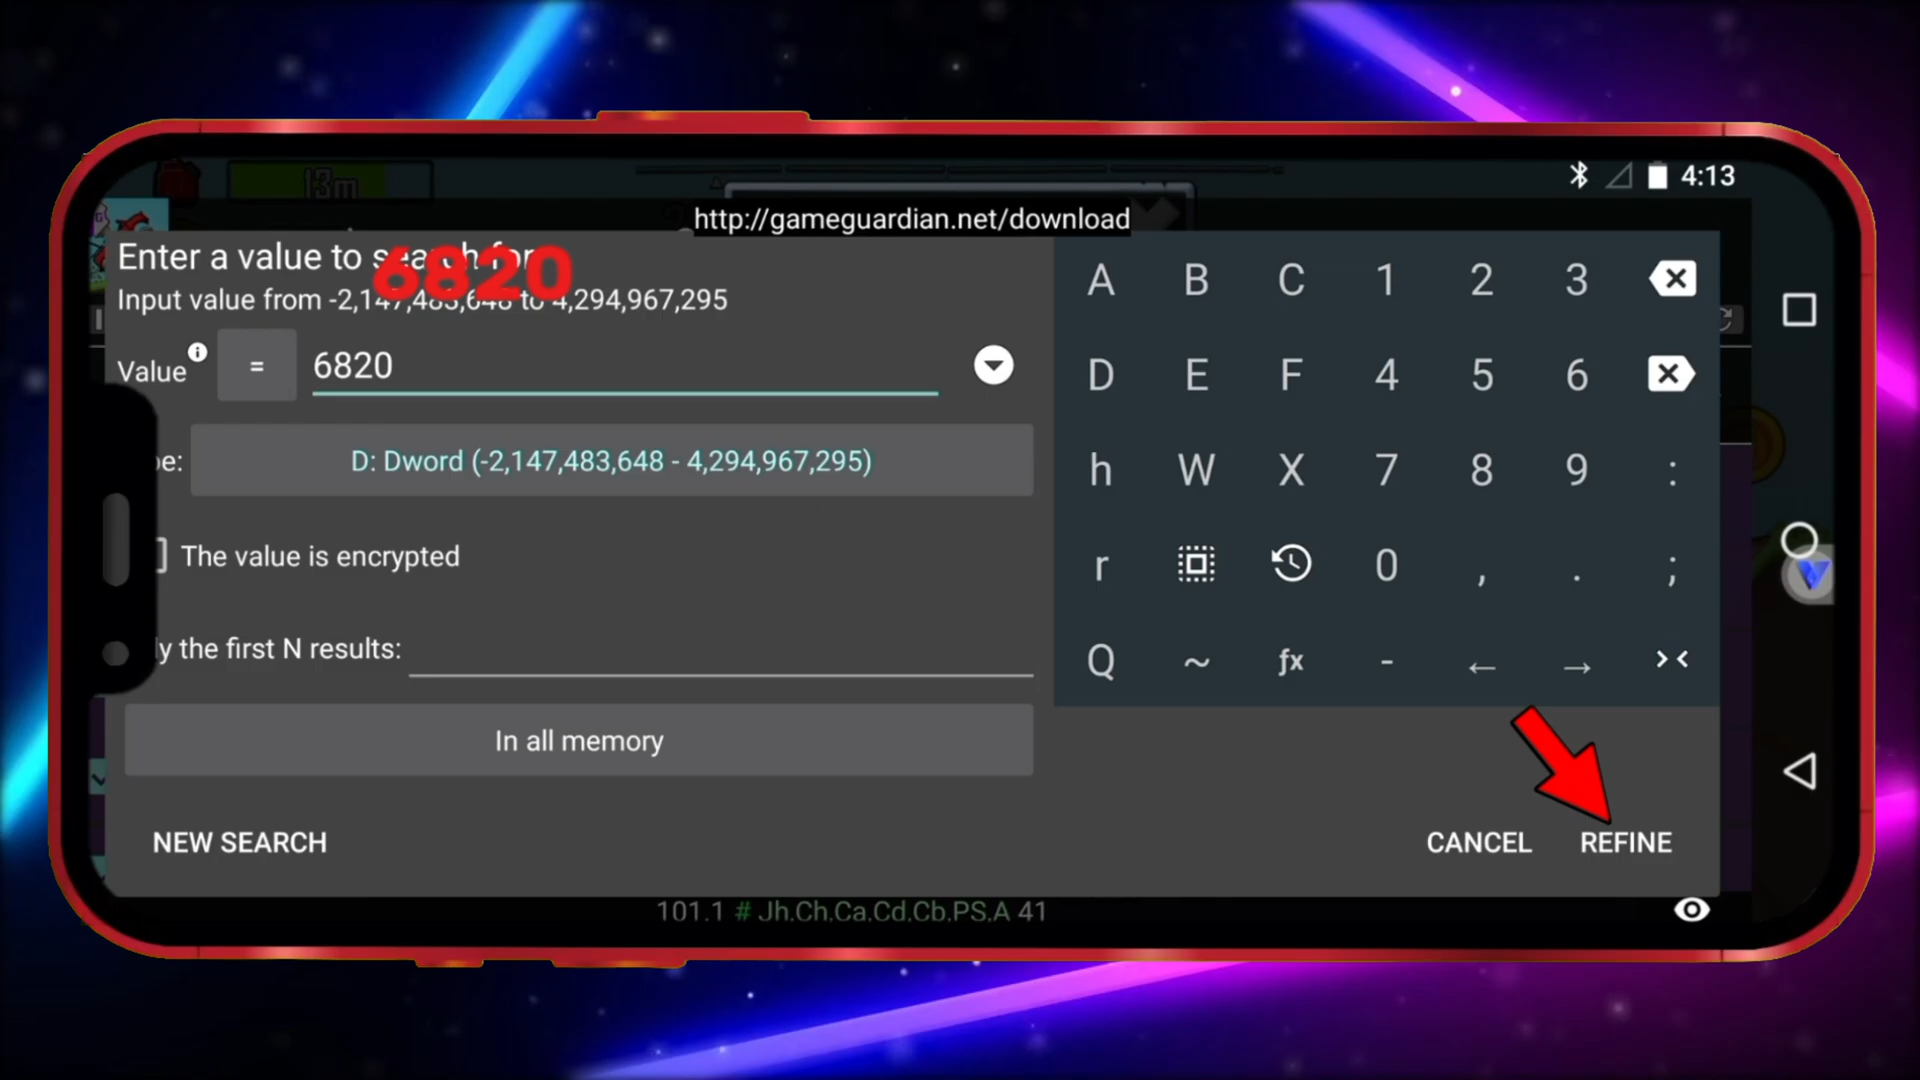 13m
4:13
http://gameguardian.net/download
Enter a value to search for
6820
Input value from -2,147,483,648 to 4,294,967,295
Value = 6820
pe: D: Dword (-2,147,483,648 - 4,294,967,295)
The value is encrypted
ly the first N results:
In all memory
NEW SEARCH
CANCEL REFINE
A B C 1 2 3
D E F 4 5 6
h W X 7 8 9 :
r 0 , . ;
Q ~ ƒx - ← → ><
101.1 # Jh,Ch,Ca,Cd,Cb,PS,A 41